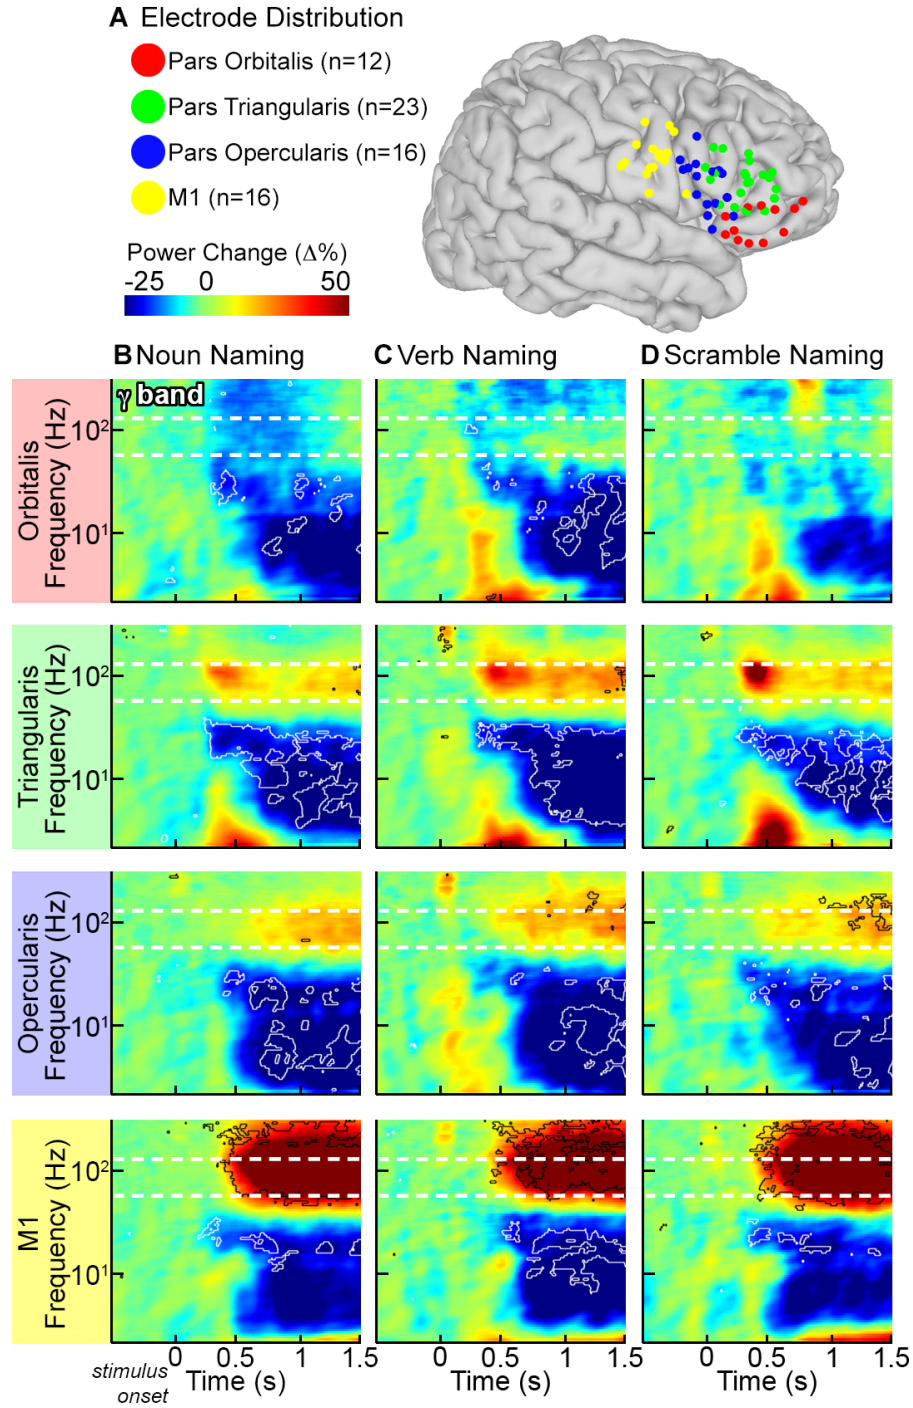 A Electrode Distribution
Pars Orbitalis (n=12)
Pars Triangularis (n=23)
Pars Opercularis (n=16)
M1 (n=16)
Power Change (Δ%)
-25 0 50
B Noun Naming C Verb Naming D Scramble Naming
γ band
Orbitalis
Frequency (Hz)
10²
10¹
Triangularis
Frequency (Hz)
10²
10¹
Opercularis
Frequency (Hz)
10²
10¹
M1
Frequency (Hz)
10²
10¹
0 0.5 1 1.5 0 0.5 1 1.5 0 0.5 1 1.5
stimulus
onset
Time (s) Time (s) Time (s)